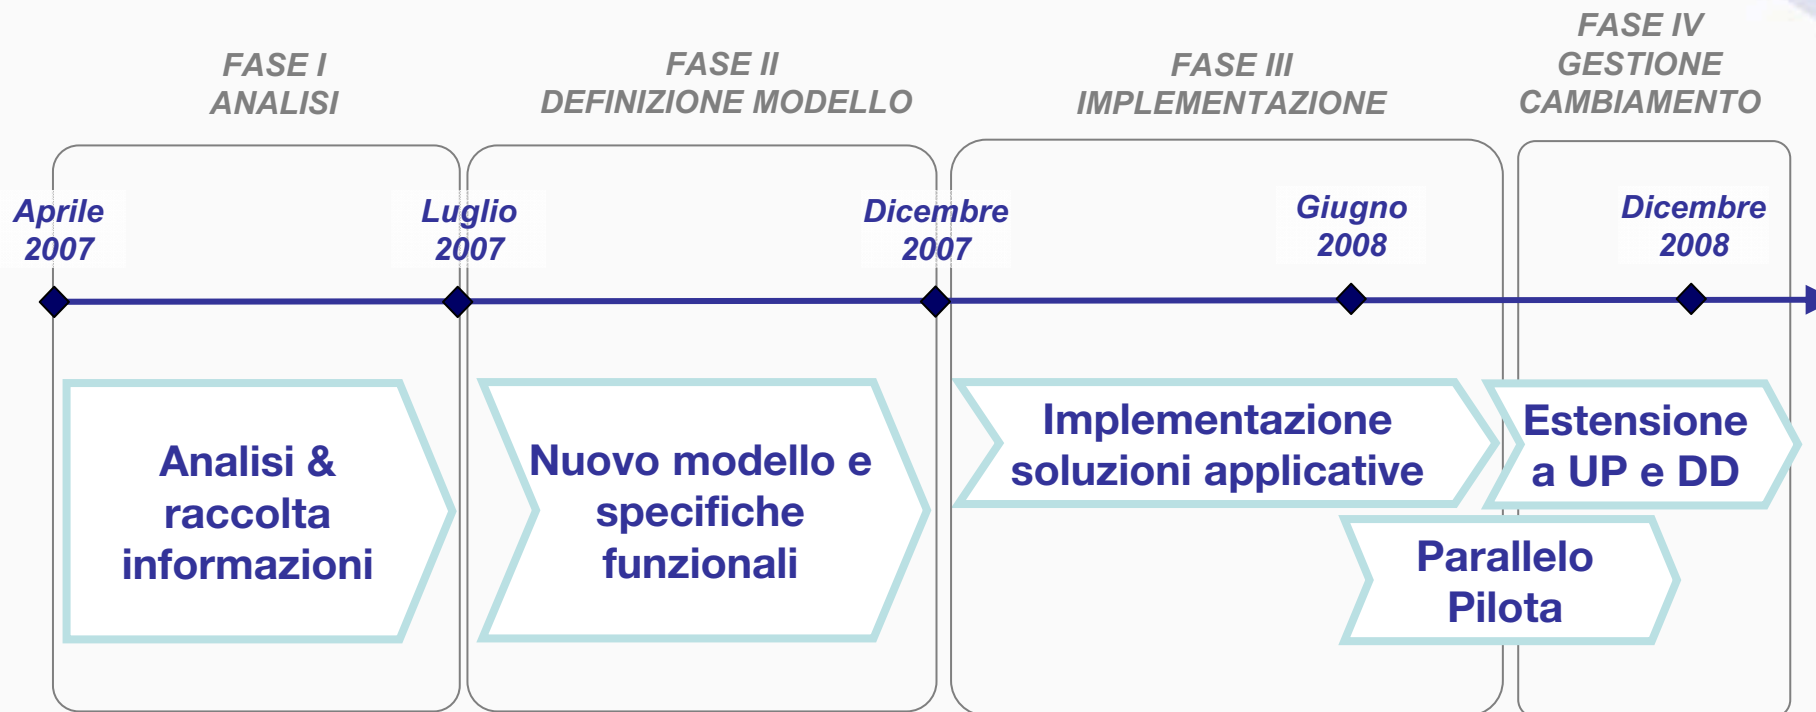 FASE I
ANALISI
FASE II
DEFINIZIONE MODELLO
FASE III
IMPLEMENTAZIONE
FASE IV
GESTIONE
CAMBIAMENTO
Aprile
2007
Luglio
2007
Dicembre
2007
Giugno
2008
Dicembre
2008
Analisi &
raccolta
informazioni
Nuovo modello e
specifiche
funzionali
Implementazione
soluzioni applicative
Estensione
a UP e DD
Parallelo
Pilota